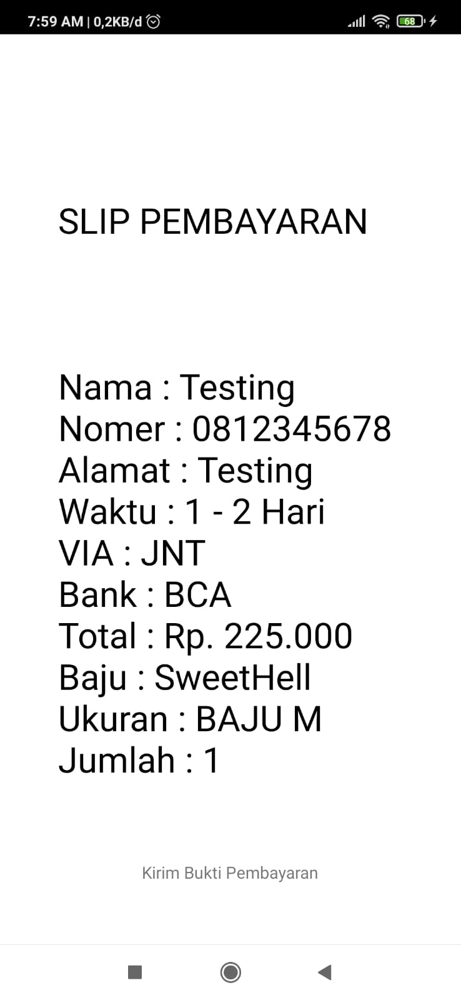 7:59 AM | 0,2KB/d
68
SLIP PEMBAYARAN
Nama : Testing
Nomer : 0812345678
Alamat : Testing
Waktu : 1 - 2 Hari
VIA : JNT
Bank : BCA
Total : Rp. 225.000
Baju : SweetHell
Ukuran : BAJU M
Jumlah : 1
Kirim Bukti Pembayaran